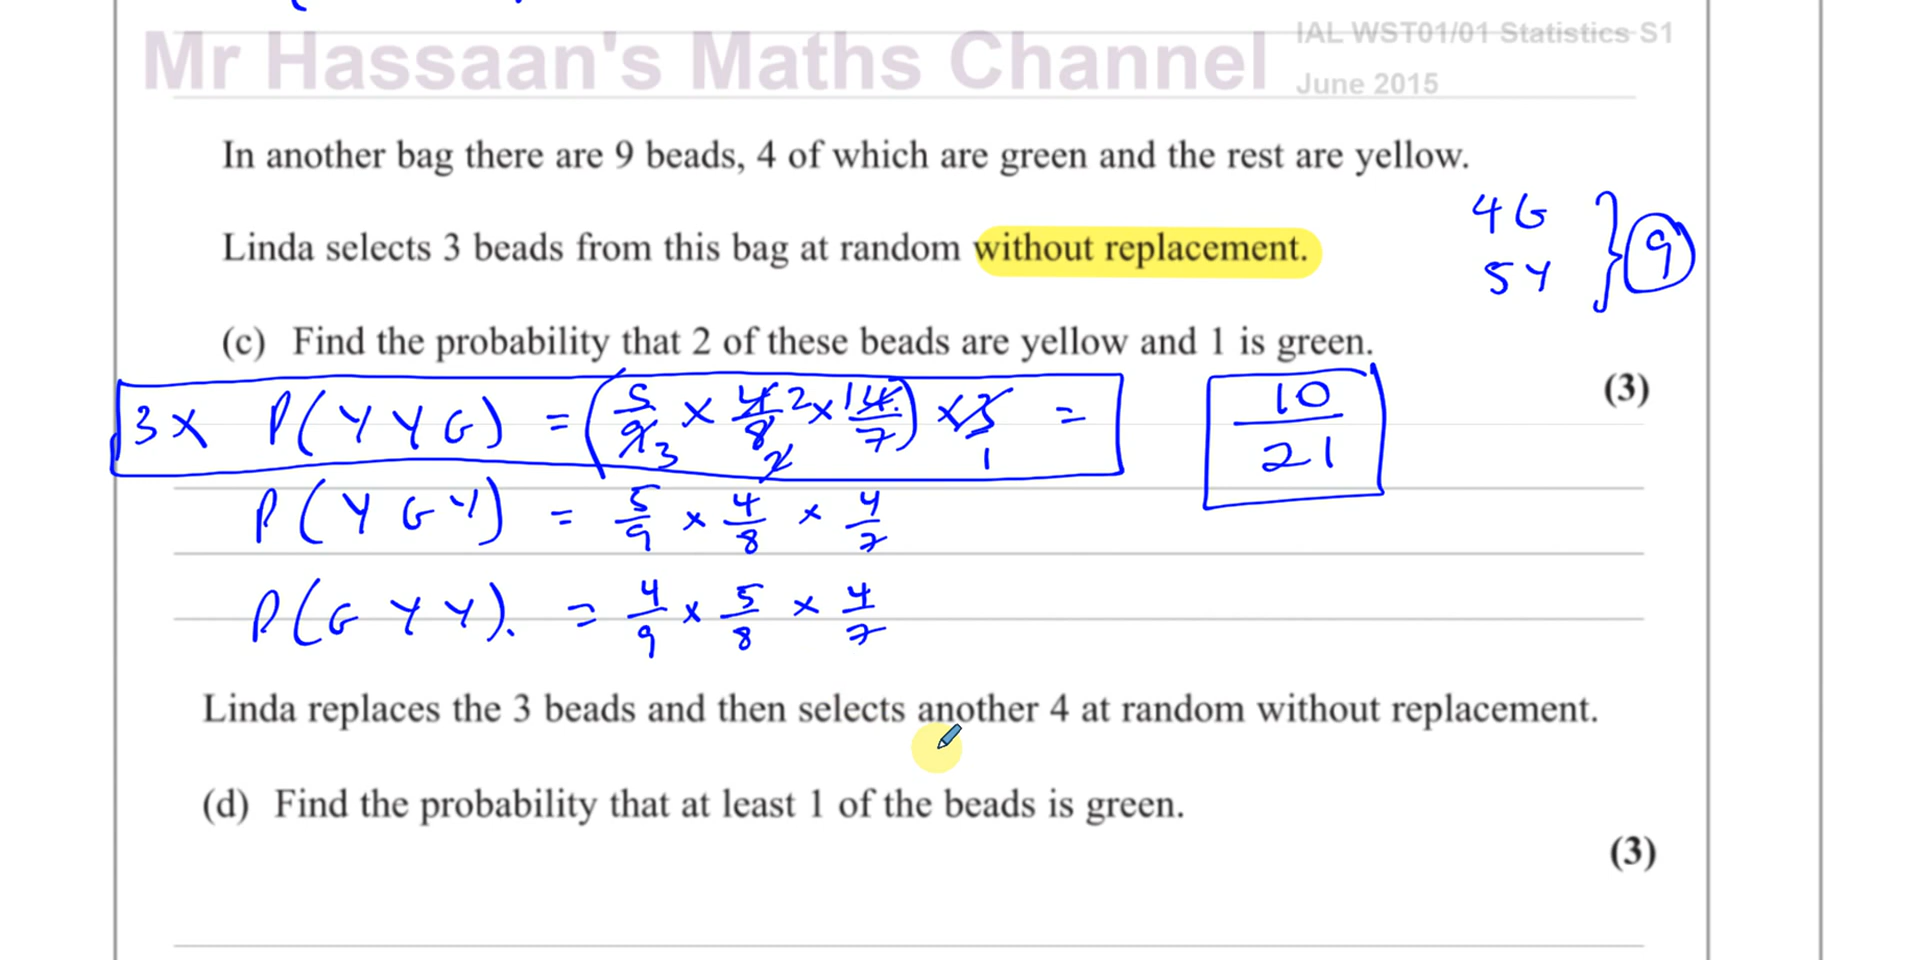 Mr Hassaan's Maths Channel
IAL WST01/01 Statistics S1
June 2015
In another bag there are 9 beads, 4 of which are green and the rest are yellow.
4G
5Y } 9
Linda selects 3 beads from this bag at random without replacement.
(c) Find the probability that 2 of these beads are yellow and 1 is green.
(3)
3 × P(Y Y G) = (5/9 3 × 4/8 2 2 × 1 4/7) × 3 1 = 10/21
P(Y G Y) = 5/9 × 4/8 × 4/7
P(G Y Y). = 4/9 × 5/8 × 4/7
Linda replaces the 3 beads and then selects another 4 at random without replacement.
(d) Find the probability that at least 1 of the beads is green.
(3)